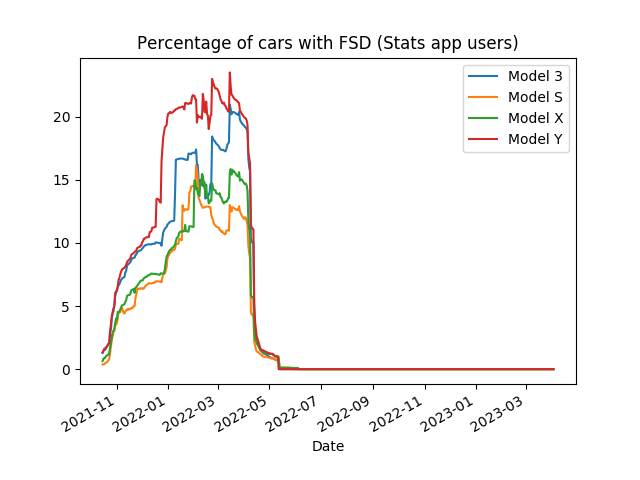 Percentage of cars with FSD (Stats app users)
Model 3
Model S
Model X
Model Y
20
15
10
5
0
2021-11
2022-01
2022-03
2022-05
2022-07
2022-09
2022-11
2023-01
2023-03
Date